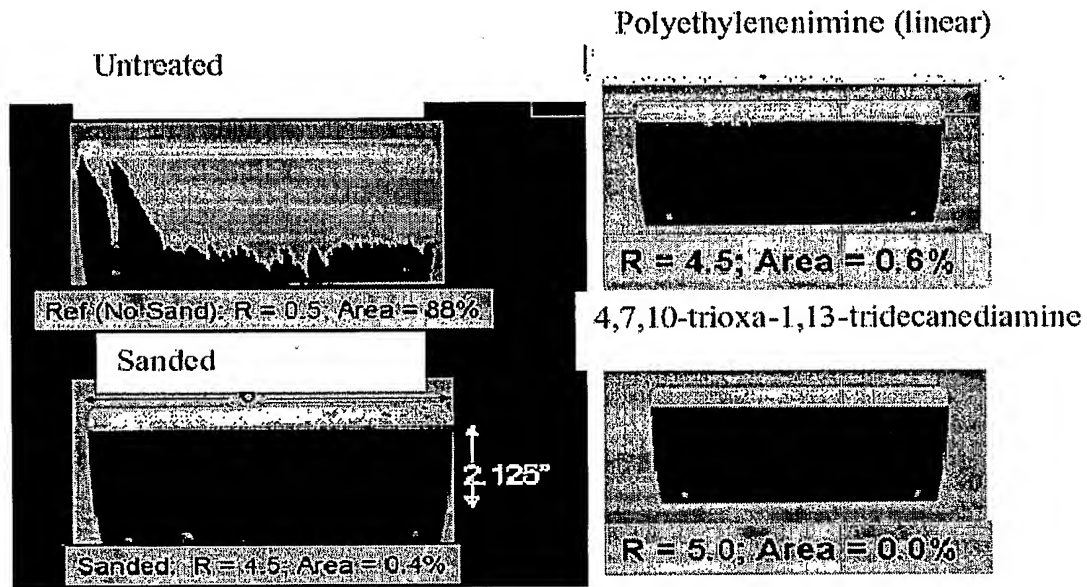 Untreated
Ref (No Sand): R = 0.5, Area = 88%
Sanded
2.125"
Sanded: R = 4.5; Area = 0.4%
Polyethylenenimine (linear)
R = 4.5; Area = 0.6%
4,7,10-trioxa-1,13-tridecanediamine
R = 5.0; Area = 0.0%